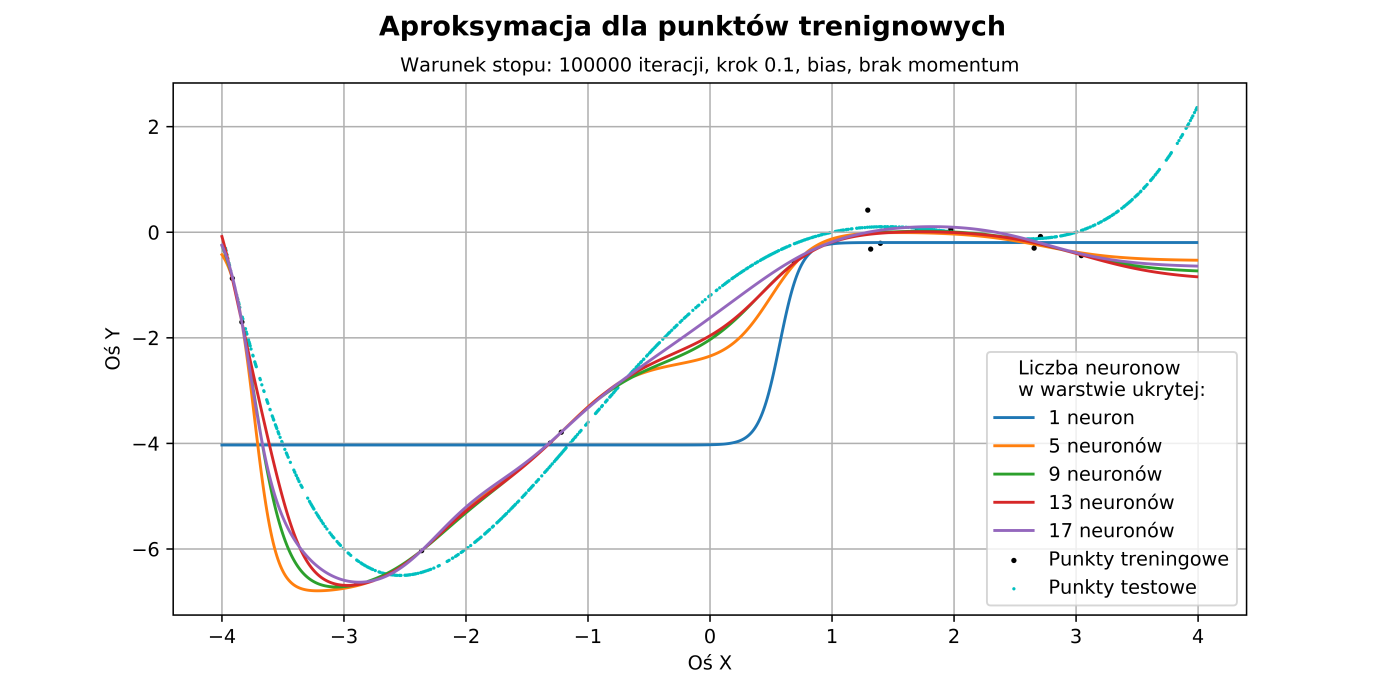 Aproksymacja dla punktów trenignowych
Warunek stopu: 100000 iteracji, krok 0.1, bias, brak momentum
Oś Y
2
0
−2
−4
−6
Liczba neuronow
w warstwie ukrytej:
1 neuron
5 neuronów
9 neuronów
13 neuronów
17 neuronów
Punkty treningowe
Punkty testowe
−4 −3 −2 −1 0 1 2 3 4
Oś X